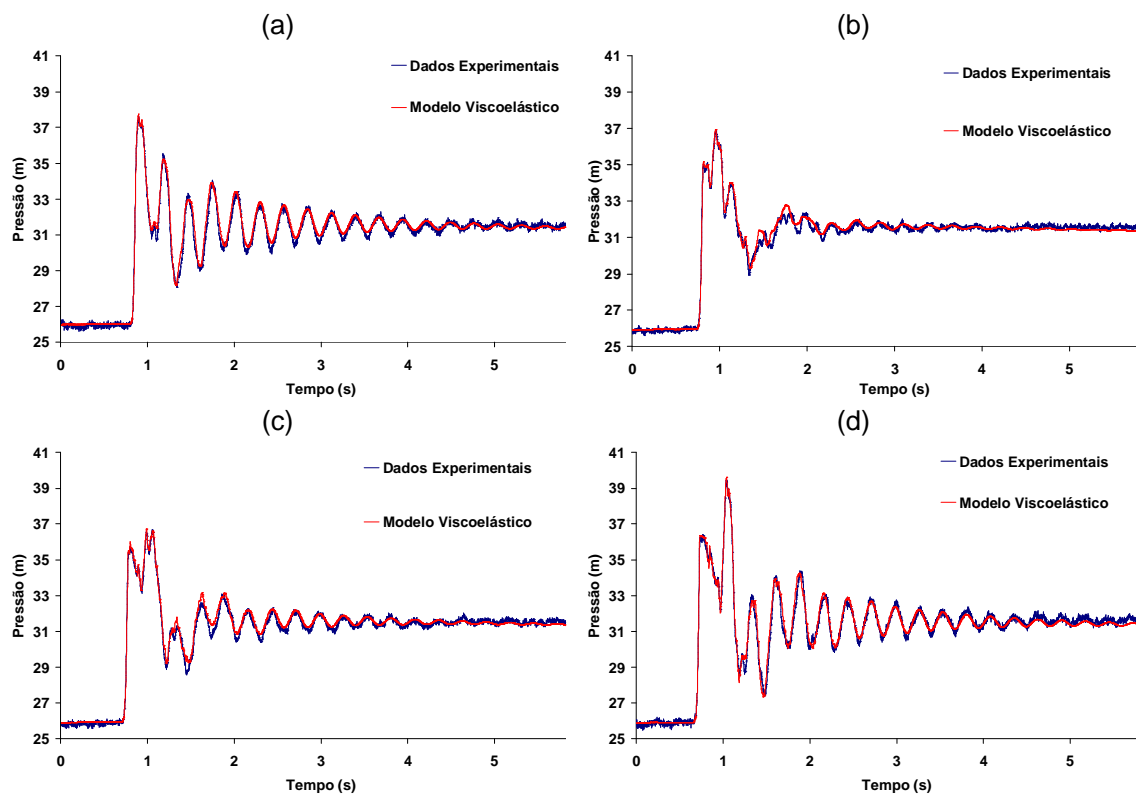 (a)
41
39
37
35
33
31
29
27
25
Pressão (m)
Dados Experimentais
Modelo Viscoelástico
0 1 2 3 4 5
Tempo (s)
(b)
41
39
37
35
33
31
29
27
25
Pressão (m)
Dados Experimentais
Modelo Viscoelástico
0 1 2 3 4 5
Tempo (s)
(c)
41
39
37
35
33
31
29
27
25
Pressão (m)
Dados Experimentais
Modelo Viscoelástico
0 1 2 3 4 5
Tempo (s)
(d)
41
39
37
35
33
31
29
27
25
Pressão (m)
Dados Experimentais
Modelo Viscoelástico
0 1 2 3 4 5
Tempo (s)